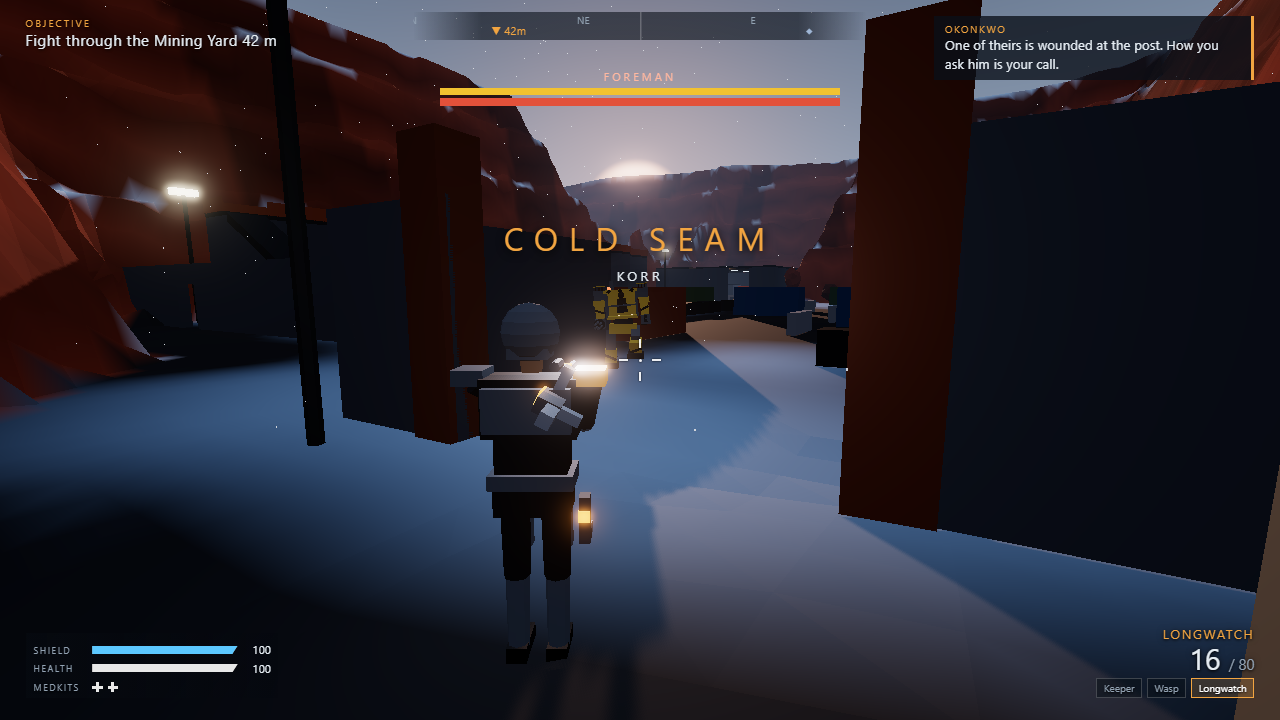 OBJECTIVE
Fight through the Mining Yard 42 m
NE
E
42m
OKONKWO
One of theirs is wounded at the post. How you
ask him is your call.
FOREMAN
COLD SEAM
KORR
SHIELD 100
HEALTH 100
MEDKITS
LONGWATCH
16 / 80
Keeper Wasp Longwatch